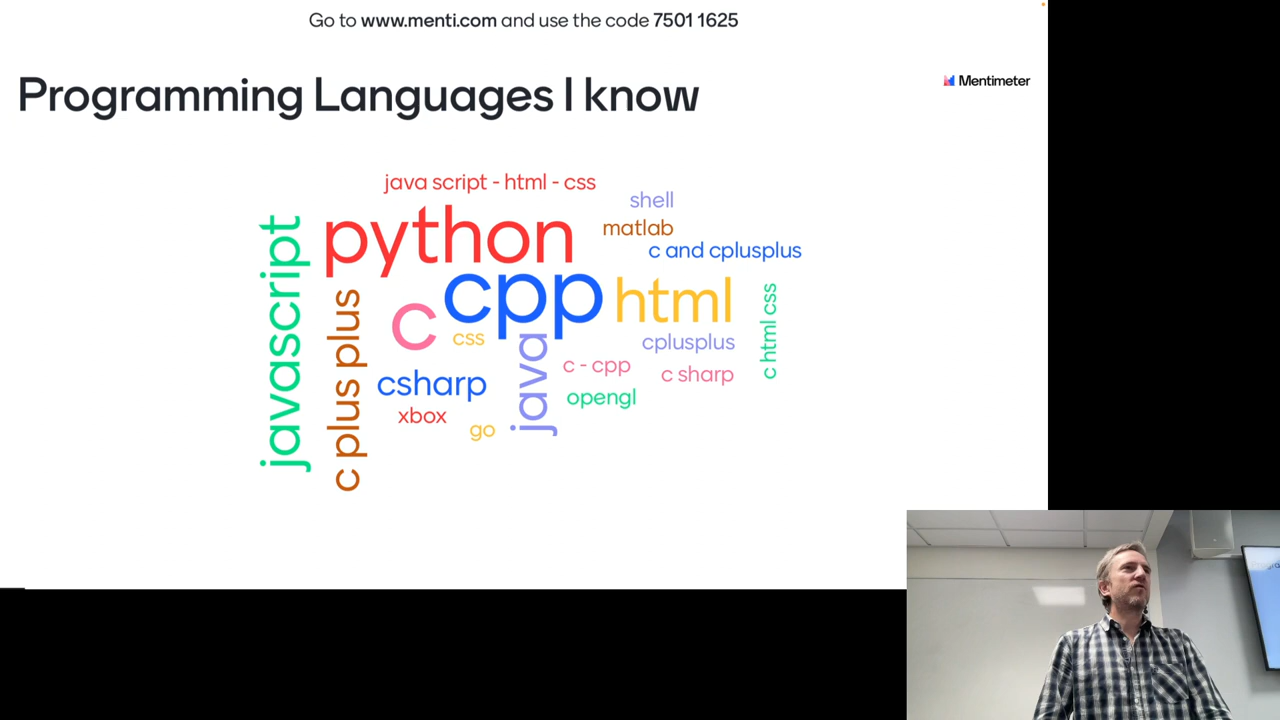 Go to www.menti.com and use the code 7501 1625
Programming Languages I know
Mentimeter
java script - html - css
shell
javascript
python
matlab
c and cplusplus
cpp
html
c plus plus
c
css
java
cplusplus
c html css
csharp
c - cpp
c sharp
xbox
opengl
go